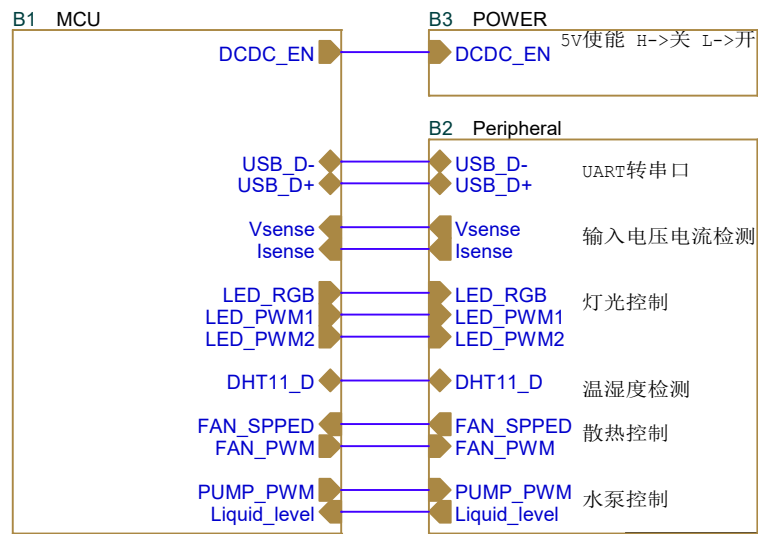 B1 MCU
B3 POWER
DCDC_EN
DCDC_EN
5V使能 H->关 L->开
B2 Peripheral
USB_D-
USB_D-
UART转串口
USB_D+
USB_D+
Vsense
Vsense
输入电压电流检测
Isense
Isense
LED_RGB
LED_RGB
灯光控制
LED_PWM1
LED_PWM1
LED_PWM2
LED_PWM2
DHT11_D
DHT11_D
温湿度检测
FAN_SPPED
FAN_SPPED
散热控制
FAN_PWM
FAN_PWM
PUMP_PWM
PUMP_PWM
水泵控制
Liquid_level
Liquid_level